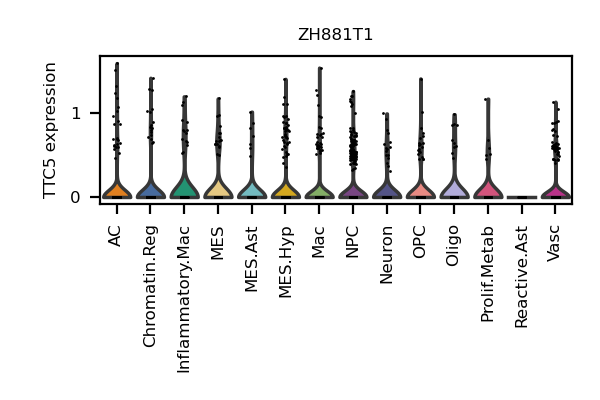 ZH881T1
TTC5 expression
1
0
AC
Chromatin.Reg
Inflammatory.Mac
MES
MES.Ast
MES.Hyp
Mac
NPC
Neuron
OPC
Oligo
Prolif.Metab
Reactive.Ast
Vasc